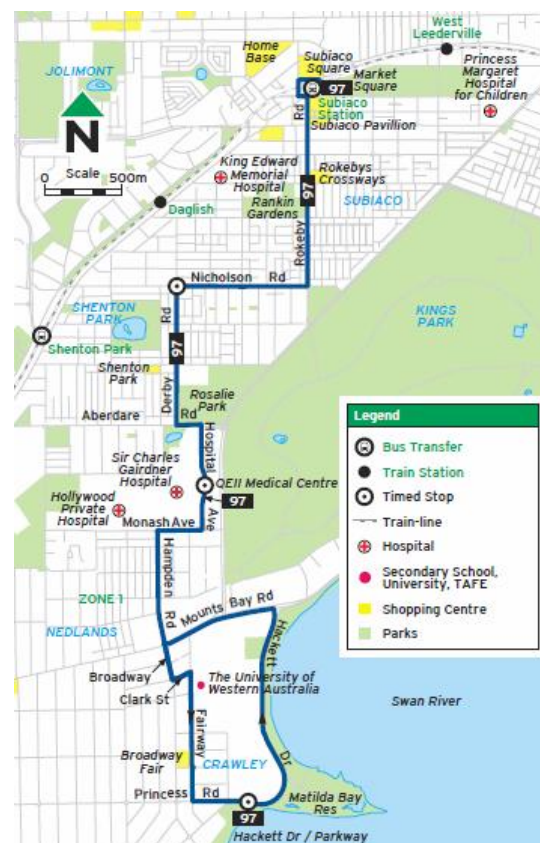 West
Leederville
Home
Base
Subiaco
Square
Market
Square
97
Princess
Margaret
Hospital
for Children
JOLIMONT
N
Scale
0 500m
Subiaco
Station
Subiaco Pavillion
Rd
King Edward
Memorial
Hospital
Rokebys
Crossways
97
Rankin
Gardens
SUBIACO
Daglish
Rokeby
Nicholson Rd
SHENTON
PARK
KINGS
PARK
Rd
Shenton Park
97
Shenton
Park
Derby
Rosalie
Park
Aberdare Rd
Hospital
Sir Charles
Gairdner
Hospital
QEII Medical Centre
97
Hollywood
Private
Hospital
Monash Ave
Ave
Hampden Rd
ZONE 1
Mounts Bay Rd
NEDLANDS
Hackett
Broadway
Clark St
The University of
Western Australia
Swan River
Fairway
Broadway
Fair
CRAWLEY
Dr
Princess Rd
Matilda Bay
Res
97
Hackett Dr / Parkway
Legend
Bus Transfer
Train Station
Timed Stop
Train-line
Hospital
Secondary School,
University, TAFE
Shopping Centre
Parks